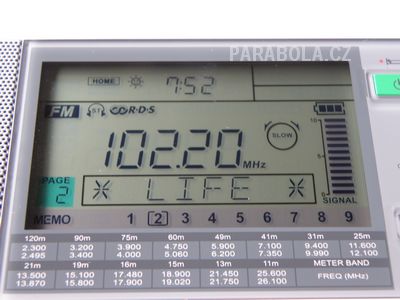 PARABOLA.CZ
HOME 7:52
FM ST R·D·S
102.20 MHz
SLOW
10
5
0
SIGNAL
PAGE
2
LIFE
MEMO 1 2 3 4 5 6 7 8 9
120m 90m 75m 60m 49m 41m 31m 25m
2.300 3.200 3.900 4.750 5.900 7.100 9.400 11.600
2.495 3.400 4.000 5.060 6.200 7.350 9.990 12.100
21m 19m 16m 15m 13m 11m METER BAND
13.500 15.100 17.480 18.900 21.450 25.600 FREQ (MHZ)
13.870 15.800 17.900 19.020 21.750 26.100